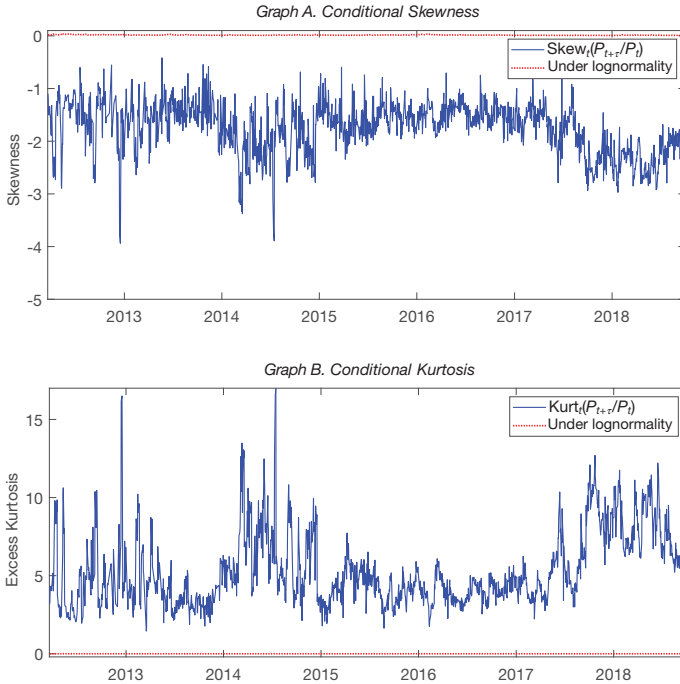 Graph A. Conditional Skewness
0
-1
-2
-3
-4
-5
Skewness
Skew_t(P_{t+τ}/P_t)
Under lognormality
2013 2014 2015 2016 2017 2018
Graph B. Conditional Kurtosis
15
10
5
0
Excess Kurtosis
Kurt_t(P_{t+τ}/P_t)
Under lognormality
2013 2014 2015 2016 2017 2018